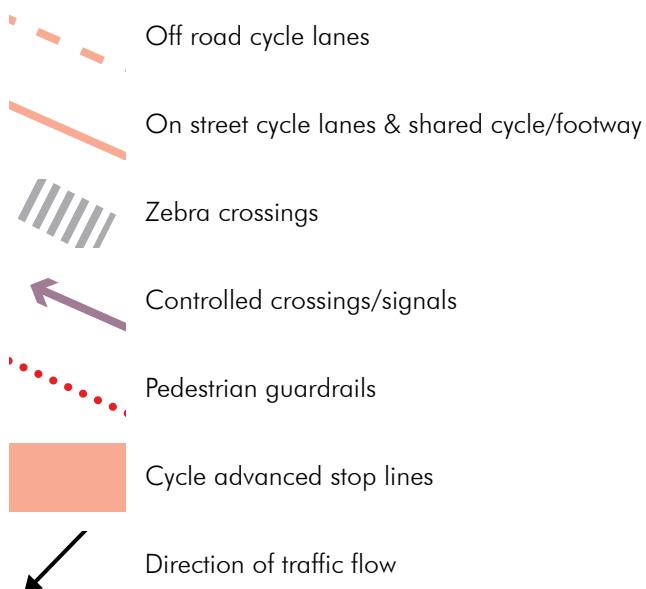 Off road cycle lanes
On street cycle lanes & shared cycle/footway
Zebra crossings
Controlled crossings/signals
Pedestrian guardrails
Cycle advanced stop lines
Direction of traffic flow